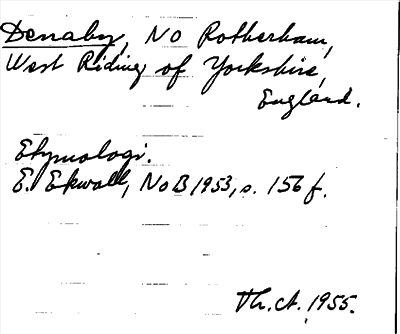 Denaby, NO Rotherham,
West Riding of Yorkshire,
England.
Etymologi.
E. Ekwall, NoB 1953, s. 156 f.
Th. A. 1955.